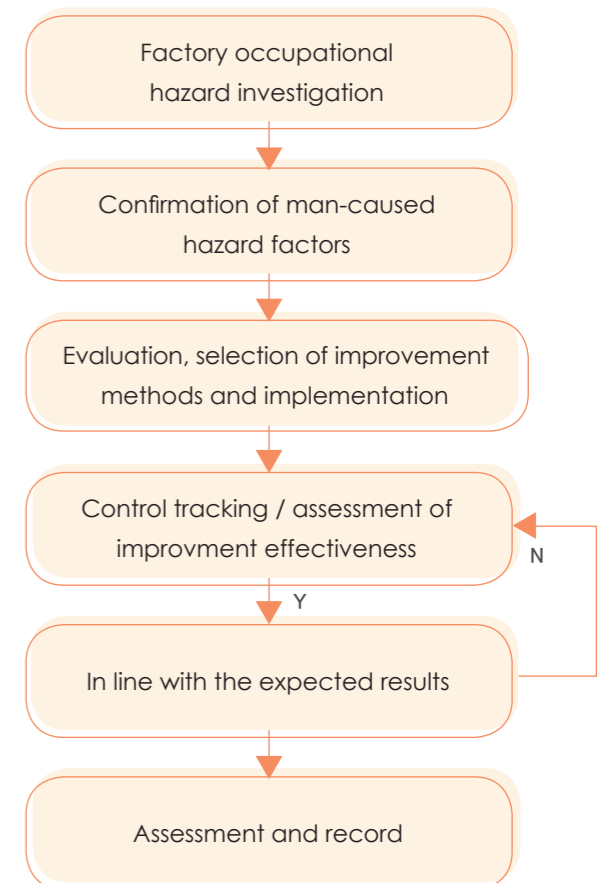 Factory occupational
hazard investigation
Confirmation of man-caused
hazard factors
Evaluation, selection of improvement
methods and implementation
Control tracking / assessment of
improvment effectiveness
N
Y
In line with the expected results
Assessment and record